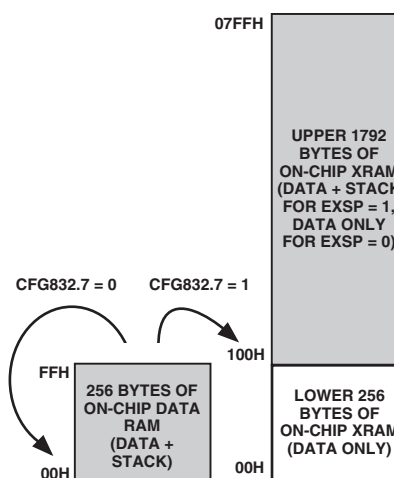 07FFH
UPPER 1792
BYTES OF
ON-CHIP XRAM
(DATA + STACK
FOR EXSP = 1,
DATA ONLY
FOR EXSP = 0)
CFG832.7 = 0
CFG832.7 = 1
100H
FFH
256 BYTES OF
ON-CHIP DATA
RAM
(DATA +
STACK)
00H
LOWER 256
BYTES OF
ON-CHIP XRAM
(DATA ONLY)
00H